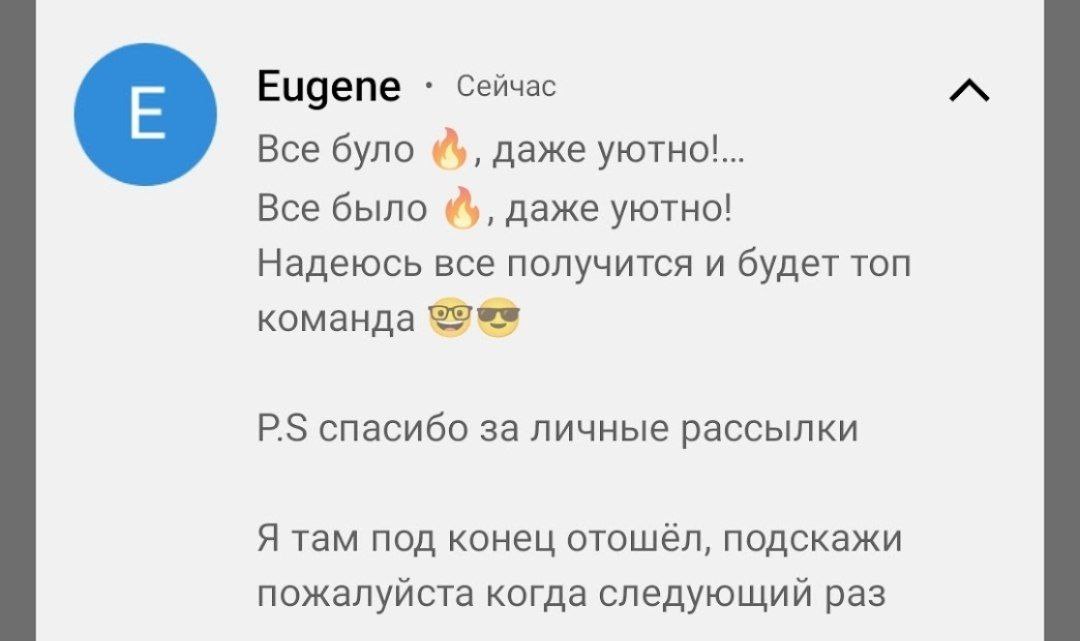 E
Eugene • Сейчас
Все було 🔥, даже уютно!...
Все было 🔥, даже уютно!
Надеюсь все получится и будет топ
команда 🤓😎
P.S спасибо за личные рассылки
Я там под конец отошёл, подскажи
пожалуйста когда следующий раз